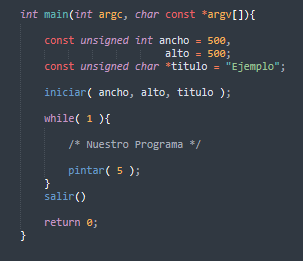 int main(int argc, char const *argv[]){
const unsigned int ancho = 500,
alto = 500;
const unsigned char *titulo = "Ejemplo";
iniciar( ancho, alto, titulo );
while( 1 ){
/* Nuestro Programa */
pintar( 5 );
}
salir()
return 0;
}